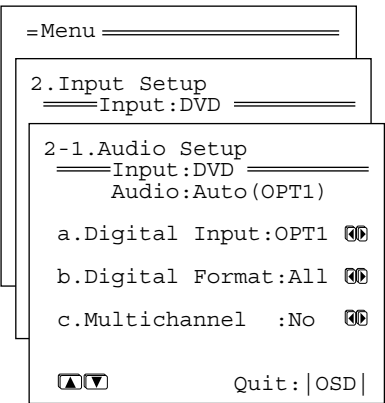 =Menu
2.Input Setup
Input:DVD
2-1.Audio Setup
Input:DVD
Audio:Auto(OPT1)
a.Digital Input:OPT1
b.Digital Format:All
c.Multichannel :No
Quit:|OSD|